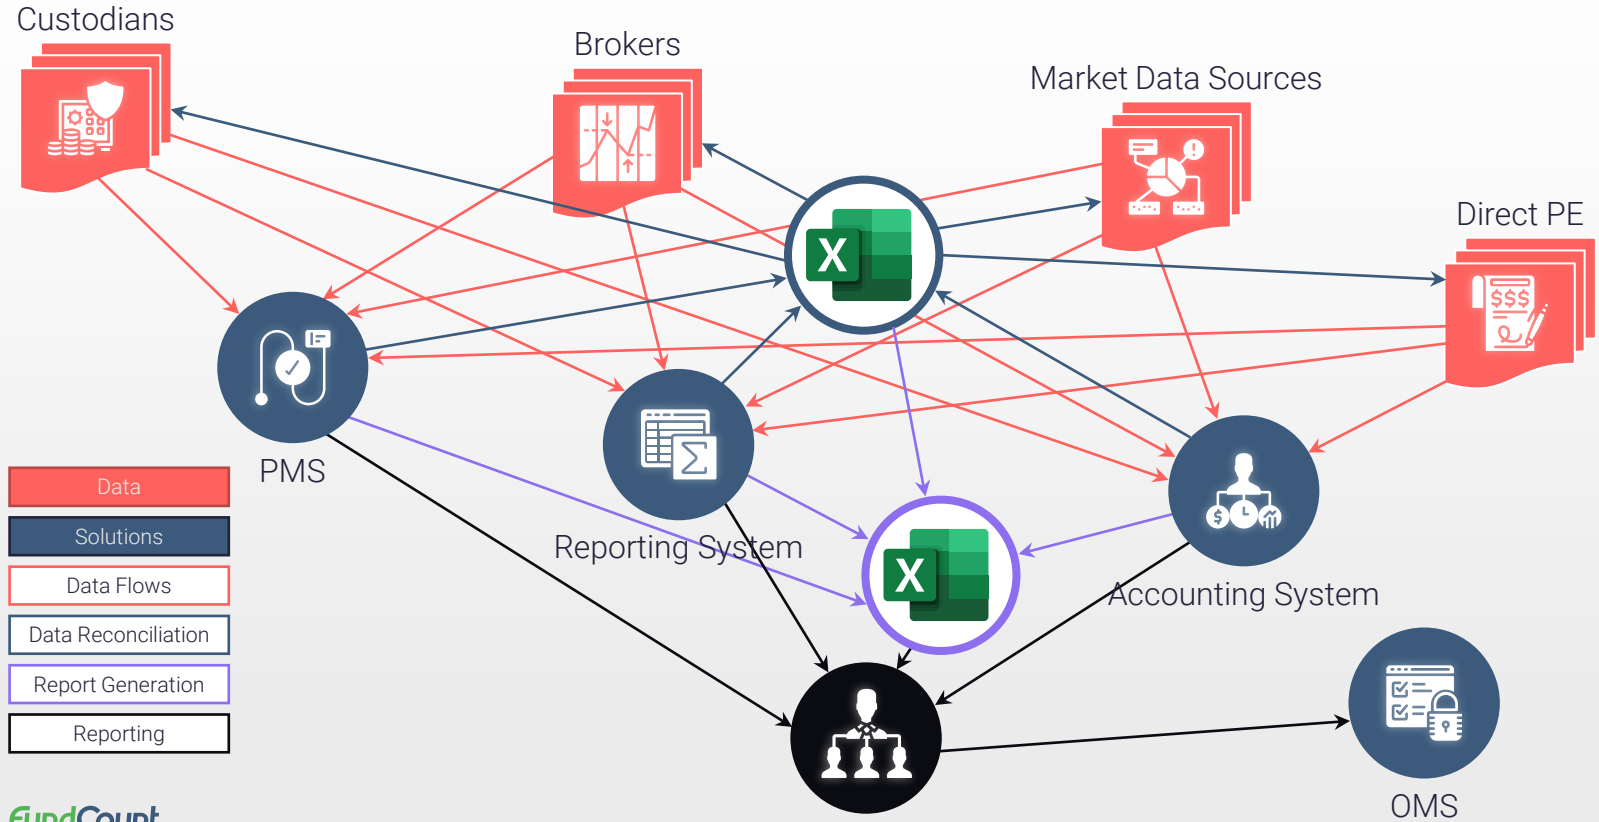 Custodians
Brokers
Market Data Sources
Direct PE
$$$
X
PMS
Reporting System
X
Accounting System
$
OMS
Data
Solutions
Data Flows
Data Reconciliation
Report Generation
Reporting
FundCount